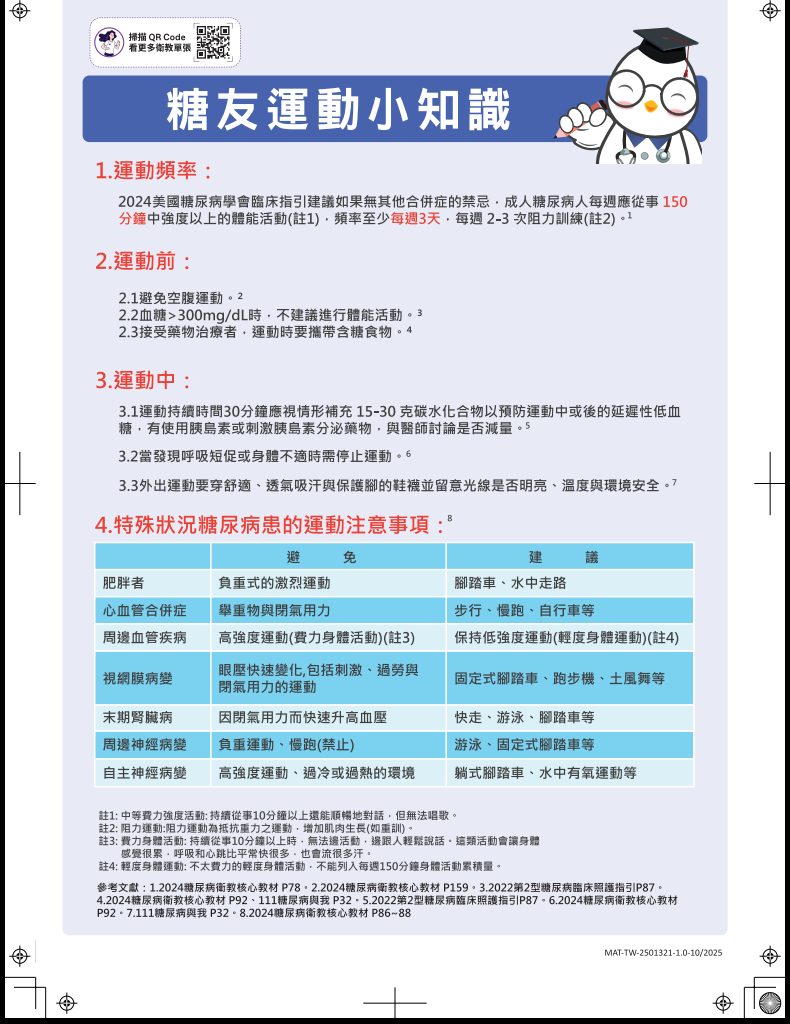 掃描 QR Code
看更多衛教單張
糖友運動小知識
1.運動頻率：
2024美國糖尿病學會臨床指引建議如果無其他合併症的禁忌，成人糖尿病人每週應從事 150
分鐘中強度以上的體能活動(註1)，頻率至少每週3天，每週 2-3 次阻力訓練(註2)。1
2.運動前：
2.1避免空腹運動。2
2.2血糖>300mg/dL時，不建議進行體能活動。3
2.3接受藥物治療者，運動時要攜帶含糖食物。4
3.運動中：
3.1運動持續時間30分鐘應視情形補充 15-30 克碳水化合物以預防運動中或後的延遲性低血
糖，有使用胰島素或刺激胰島素分泌藥物，與醫師討論是否減量。5
3.2當發現呼吸短促或身體不適時需停止運動。6
3.3外出運動要穿舒適、透氣吸汗與保護腳的鞋襪並留意光線是否明亮、溫度與環境安全。7
4.特殊狀況糖尿病患的運動注意事項：8
避 免 建 議
肥胖者 負重式的激烈運動 腳踏車、水中走路
心血管合併症 舉重物與閉氣用力 步行、慢跑、自行車等
周邊血管疾病 高強度運動(費力身體活動)(註3) 保持低強度運動(輕度身體運動)(註4)
視網膜病變 眼壓快速變化,包括刺激、過勞與
閉氣用力的運動 固定式腳踏車、跑步機、土風舞等
末期腎臟病 因閉氣用力而快速升高血壓 快走、游泳、腳踏車等
周邊神經病變 負重運動、慢跑(禁止) 游泳、固定式腳踏車等
自主神經病變 高強度運動、過冷或過熱的環境 躺式腳踏車、水中有氧運動等
註1: 中等費力強度活動: 持續從事10分鐘以上還能順暢地對話，但無法唱歌。
註2: 阻力運動:阻力運動為抵抗重力之運動，增加肌肉生長(如重訓)。
註3: 費力身體活動: 持續從事10分鐘以上時，無法邊活動，邊跟人輕鬆說話。這類活動會讓身體
感覺很累，呼吸和心跳比平常快很多，也會流很多汗。
註4: 輕度身體運動: 不太費力的輕度身體活動，不能列入每週150分鐘身體活動累積量。
參考文獻：1.2024糖尿病衛教核心教材 P78。2.2024糖尿病衛教核心教材 P159。3.2022第2型糖尿病臨床照護指引P87。
4.2024糖尿病衛教核心教材 P92、111糖尿病與我 P32。5.2022第2型糖尿病臨床照護指引P87。6.2024糖尿病衛教核心教材
P92。7.111糖尿病與我 P32。8.2024糖尿病衛教核心教材 P86~88
MAT-TW-2501321-1.0-10/2025